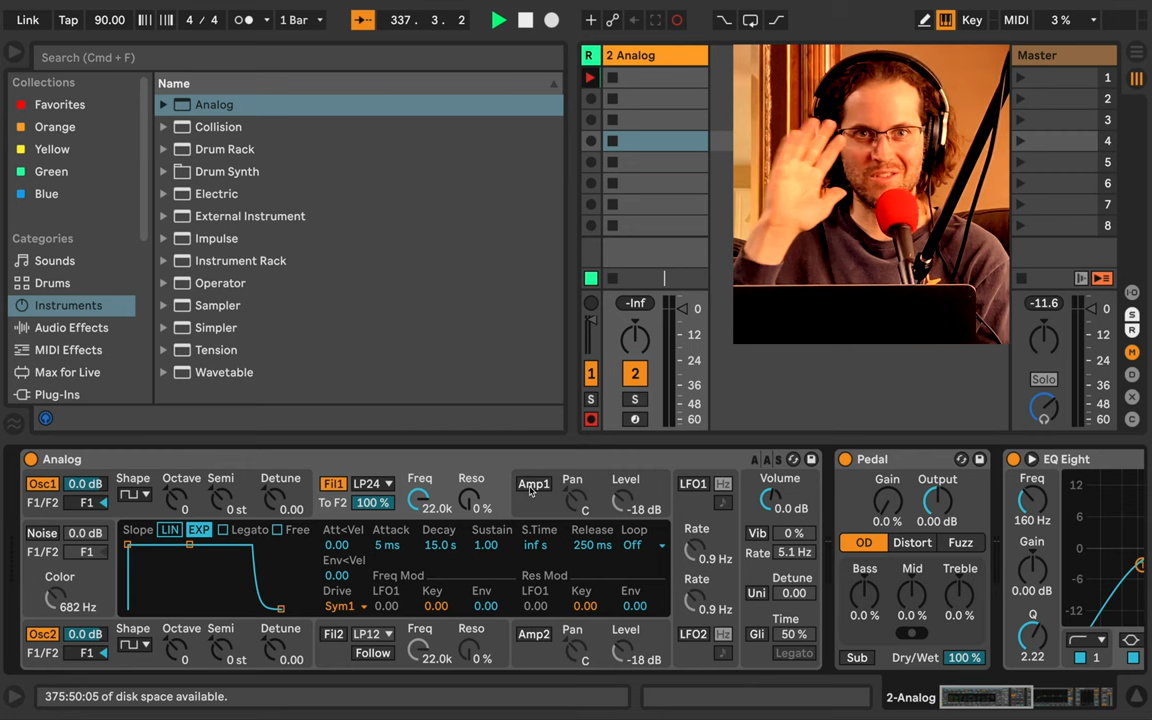 Link Tap 90.00 4 / 4 1 Bar 337 . 3 . 2 Key MIDI 3 %
Search (Cmd + F)
Collections
Favorites
Orange
Yellow
Green
Blue
Categories
Sounds
Drums
Instruments
Audio Effects
MIDI Effects
Max for Live
Plug-Ins
Name
Analog
Collision
Drum Rack
Drum Synth
Electric
External Instrument
Impulse
Instrument Rack
Operator
Sampler
Simpler
Tension
Wavetable
R 2 Analog
Master
1
2
3
4
5
6
7
8
-Inf
0
12
24
36
48
60
1 2
S S
-11.6
0
12
24
36
48
60
Solo
I-O
S
R
M
D
X
C
Analog
A A S
Osc1 0.0 dB Shape Octave Semi Detune
F1/F2 F1 0 0 st 0.00
Fil1 LP24 Freq Reso
To F2 100 % 22.0k 0 %
Amp1 Pan Level
C -18 dB
LFO1 Hz
Volume
0.0 dB
Noise 0.0 dB
F1/F2 F1
Color
682 Hz
Slope LIN EXP Legato Free
Att<Vel Attack Decay Sustain S.Time Release Loop
0.00 5 ms 15.0 s 1.00 inf s 250 ms Off
Env<Vel
0.00 Freq Mod Res Mod
Drive LFO1 Key Env LFO1 Key Env
Sym1 0.00 0.00 0.00 0.00 0.00 0.00
Rate
0.9 Hz
Rate
0.9 Hz
Vib 0 %
Rate 5.1 Hz
Detune
Uni 0.00
Time
Gli 50 %
Legato
Osc2 0.0 dB Shape Octave Semi Detune
F1/F2 F1 0 0 st 0.00
Fil2 LP12 Freq Reso
Follow 22.0k 0 %
Amp2 Pan Level
C -18 dB
LFO2 Hz
Pedal
Gain Output
0.0 % 0.00 dB
OD Distort Fuzz
Bass Mid Treble
0.0 % 0.0 % 0.0 %
Sub Dry/Wet 100 %
EQ Eight
Freq
160 Hz
Gain
0.00 dB
Q
2.22
12
6
0
-6
-12
1
375:50:05 of disk space available.
2-Analog